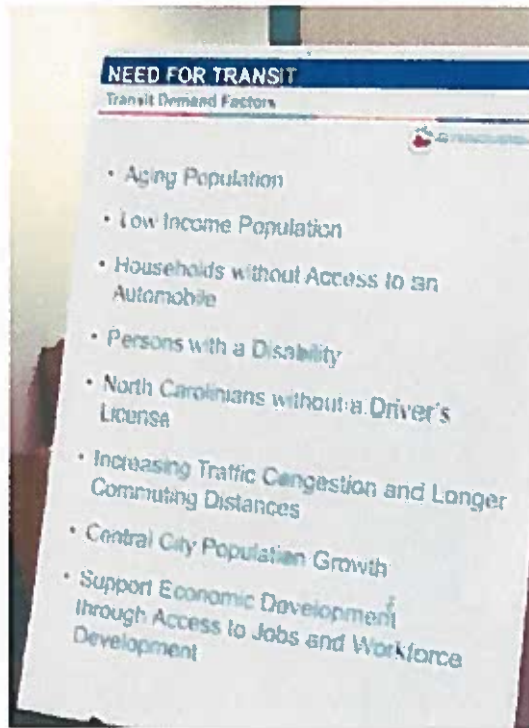 NEED FOR TRANSIT
Transit Demand Factors
• Aging Population
• Low Income Population
• Households without Access to an
Automobile
• Persons with a Disability
• North Carolinians without a Driver's
License
• Increasing Traffic Congestion and Longer
Commuting Distances
• Central City Population Growth
• Support Economic Development
through Access to Jobs and Workforce
Development